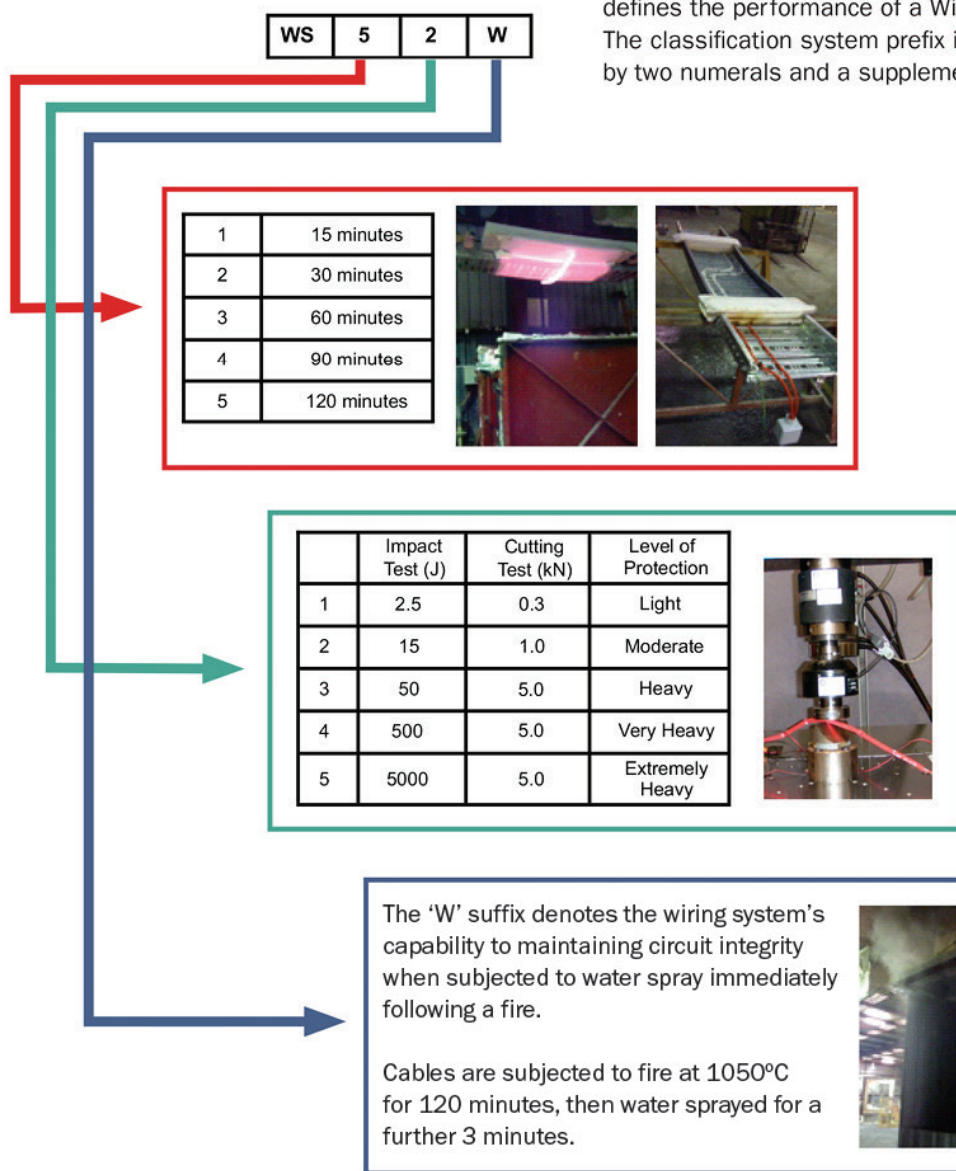 defines the performance of a
The classification system prefix
by two numerals and a
WS 5 2 W
1 15 minutes
2 30 minutes
3 60 minutes
4 90 minutes
5 120 minutes
Impact Test (J) Cutting Test (kN) Level of Protection
1 2.5 0.3 Light
2 15 1.0 Moderate
3 50 5.0 Heavy
4 500 5.0 Very Heavy
5 5000 5.0 Extremely Heavy
The ‘W’ suffix denotes the wiring system’s
capability to maintaining circuit integrity
when subjected to water spray immediately
following a fire.
Cables are subjected to fire at 1050ºC
for 120 minutes, then water sprayed for a
further 3 minutes.